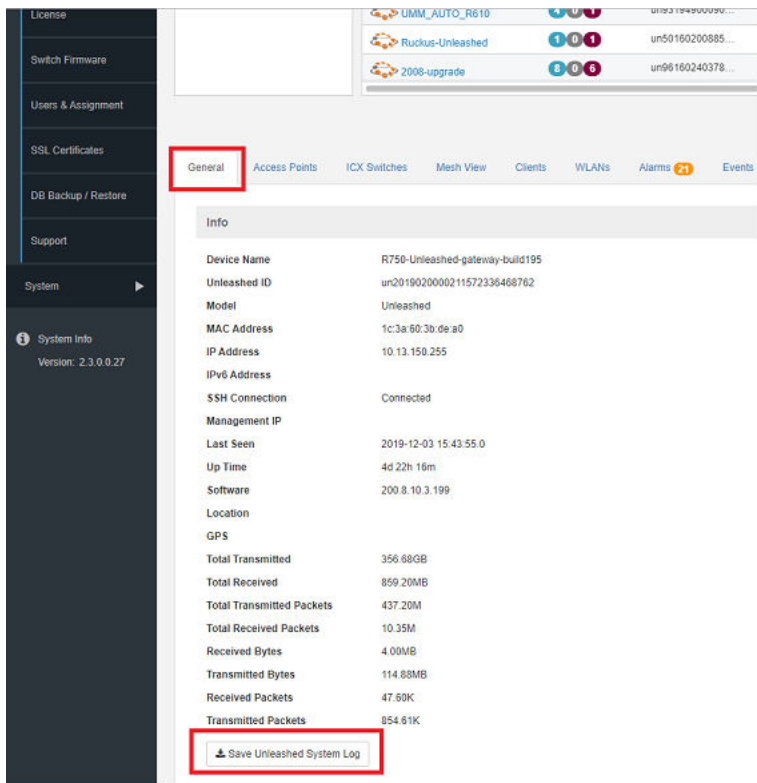 License
UMM_AUTO_R610 4 0 1
Ruckus-Unleashed 1 0 1 un50160200885...
Switch Firmware
2008-upgrade 8 0 6 un96160240378...
Users & Assignment
SSL Certificates
General Access Points ICX Switches Mesh View Clients WLANs Alarms 21 Events
DB Backup / Restore
Info
Support
Device Name R750-Unleashed-gateway-build195
Unleashed ID un2019020000211572336468762
System
Model Unleashed
MAC Address 1c:3a:60:3b:de:a0
System Info
IP Address 10.13.150.255
Version: 2.3.0.0.27
IPv6 Address
SSH Connection Connected
Management IP
Last Seen 2019-12-03 15:43:55.0
Up Time 4d 22h 16m
Software 200.8.10.3.199
Location
GPS
Total Transmitted 356.68GB
Total Received 859.20MB
Total Transmitted Packets 437.20M
Total Received Packets 10.35M
Received Bytes 4.00MB
Transmitted Bytes 114.88MB
Received Packets 47.60K
Transmitted Packets 854.61K
Save Unleashed System Log